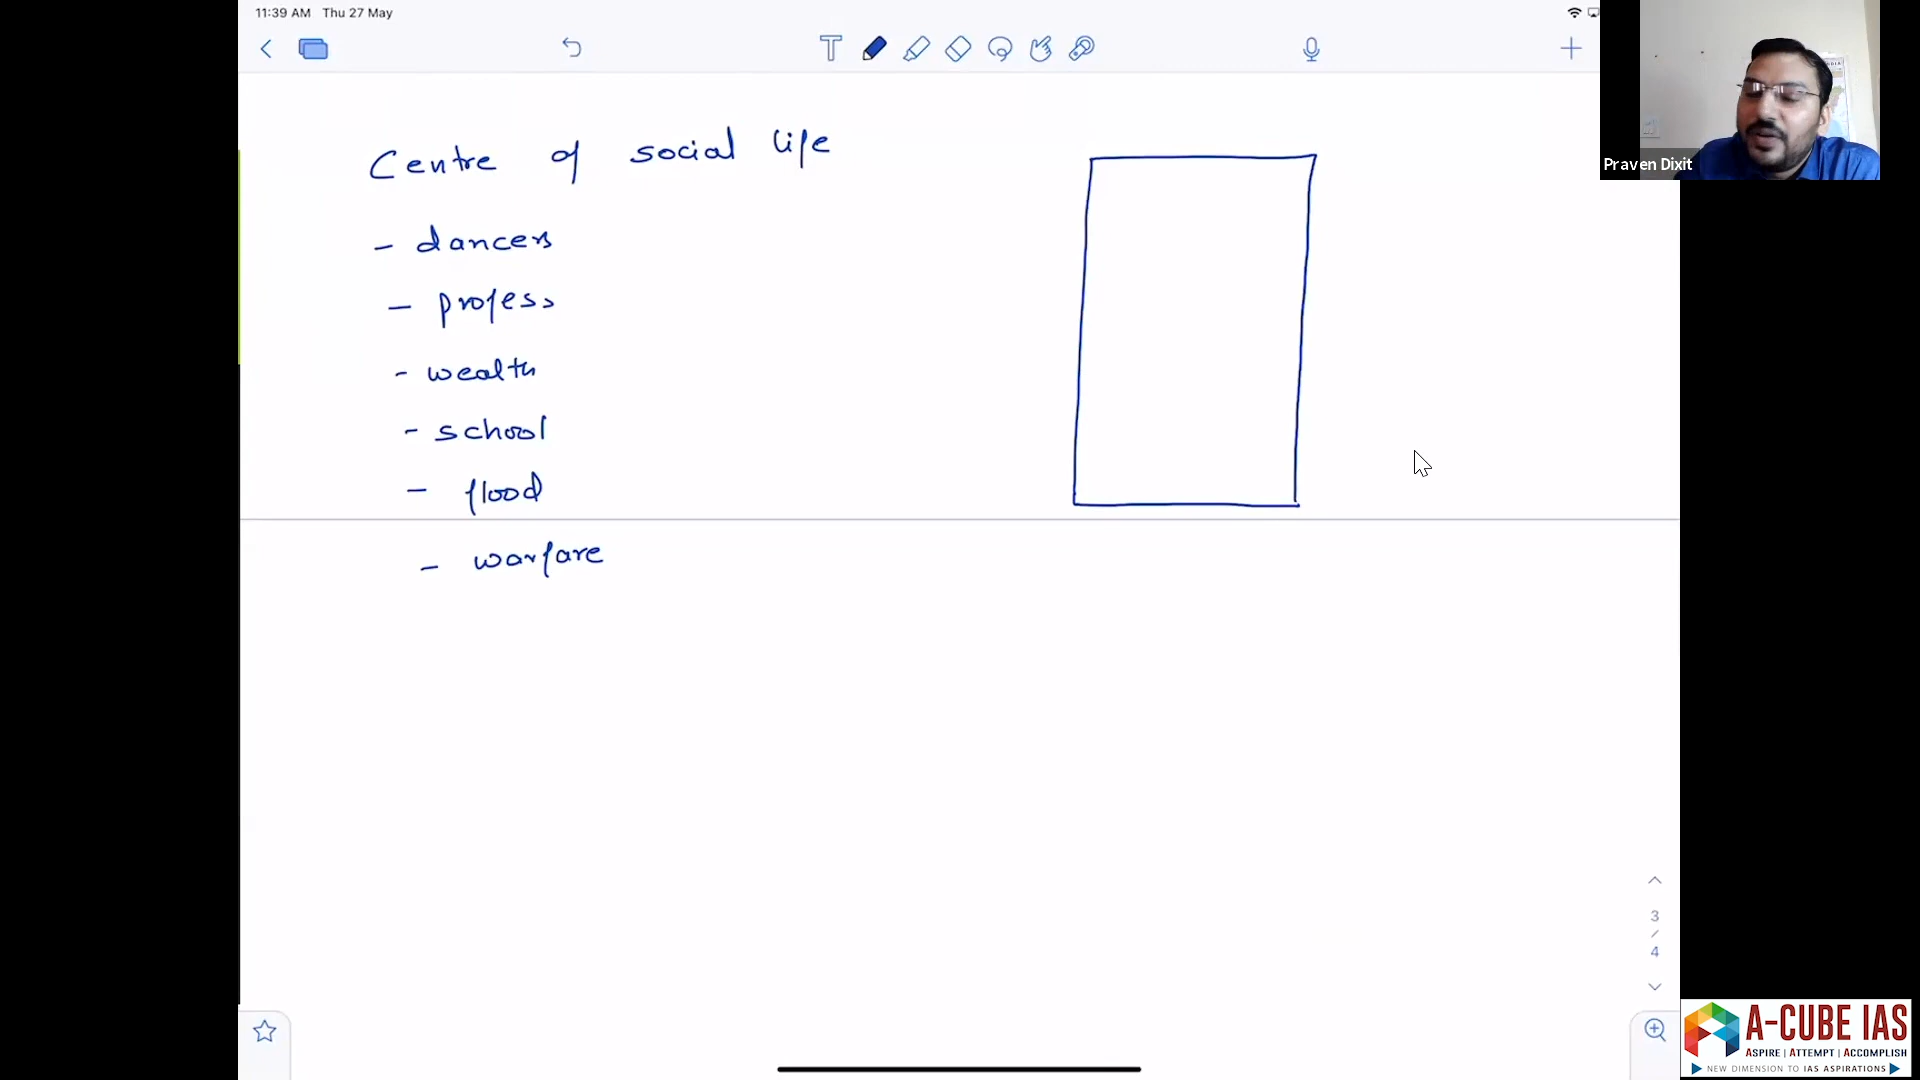 11:39 AM Thu 27 May
Praven Dixit
Centre of social life
- dancers
- profess
- wealth
- school
- flood
- warfare
3
/
4
A-CUBE IAS
ASPIRE | ATTEMPT | ACCOMPLISH
NEW DIMENSION TO IAS ASPIRATIONS